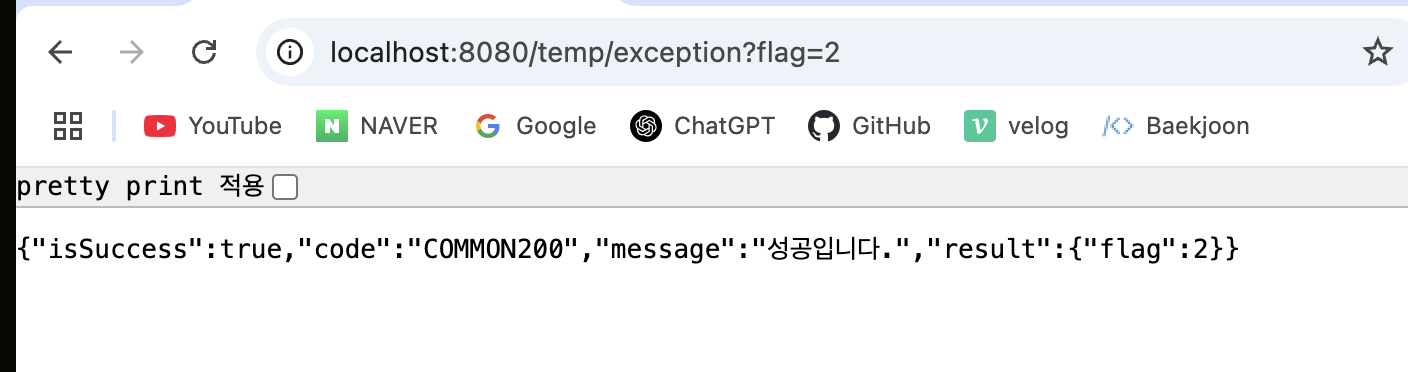 localhost:8080/temp/exception?flag=2
YouTube N NAVER G Google ChatGPT GitHub v velog /<> Baekjoon
pretty print 적용
{"isSuccess":true,"code":"COMMON200","message":"성공입니다.","result":{"flag":2}}